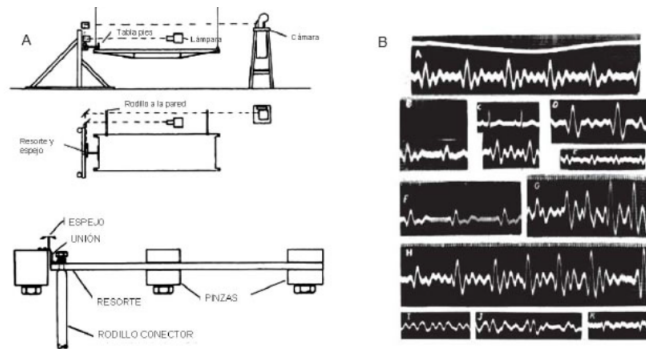 A
Tabla pies
Lámpara
Cámara
Rodillo a la pared
Resorte y
espejo
ESPEJO
UNIÓN
RESORTE
PINZAS
RODILLO CONECTOR
B
A
B
C
D
E
F
G
H
I
J
K